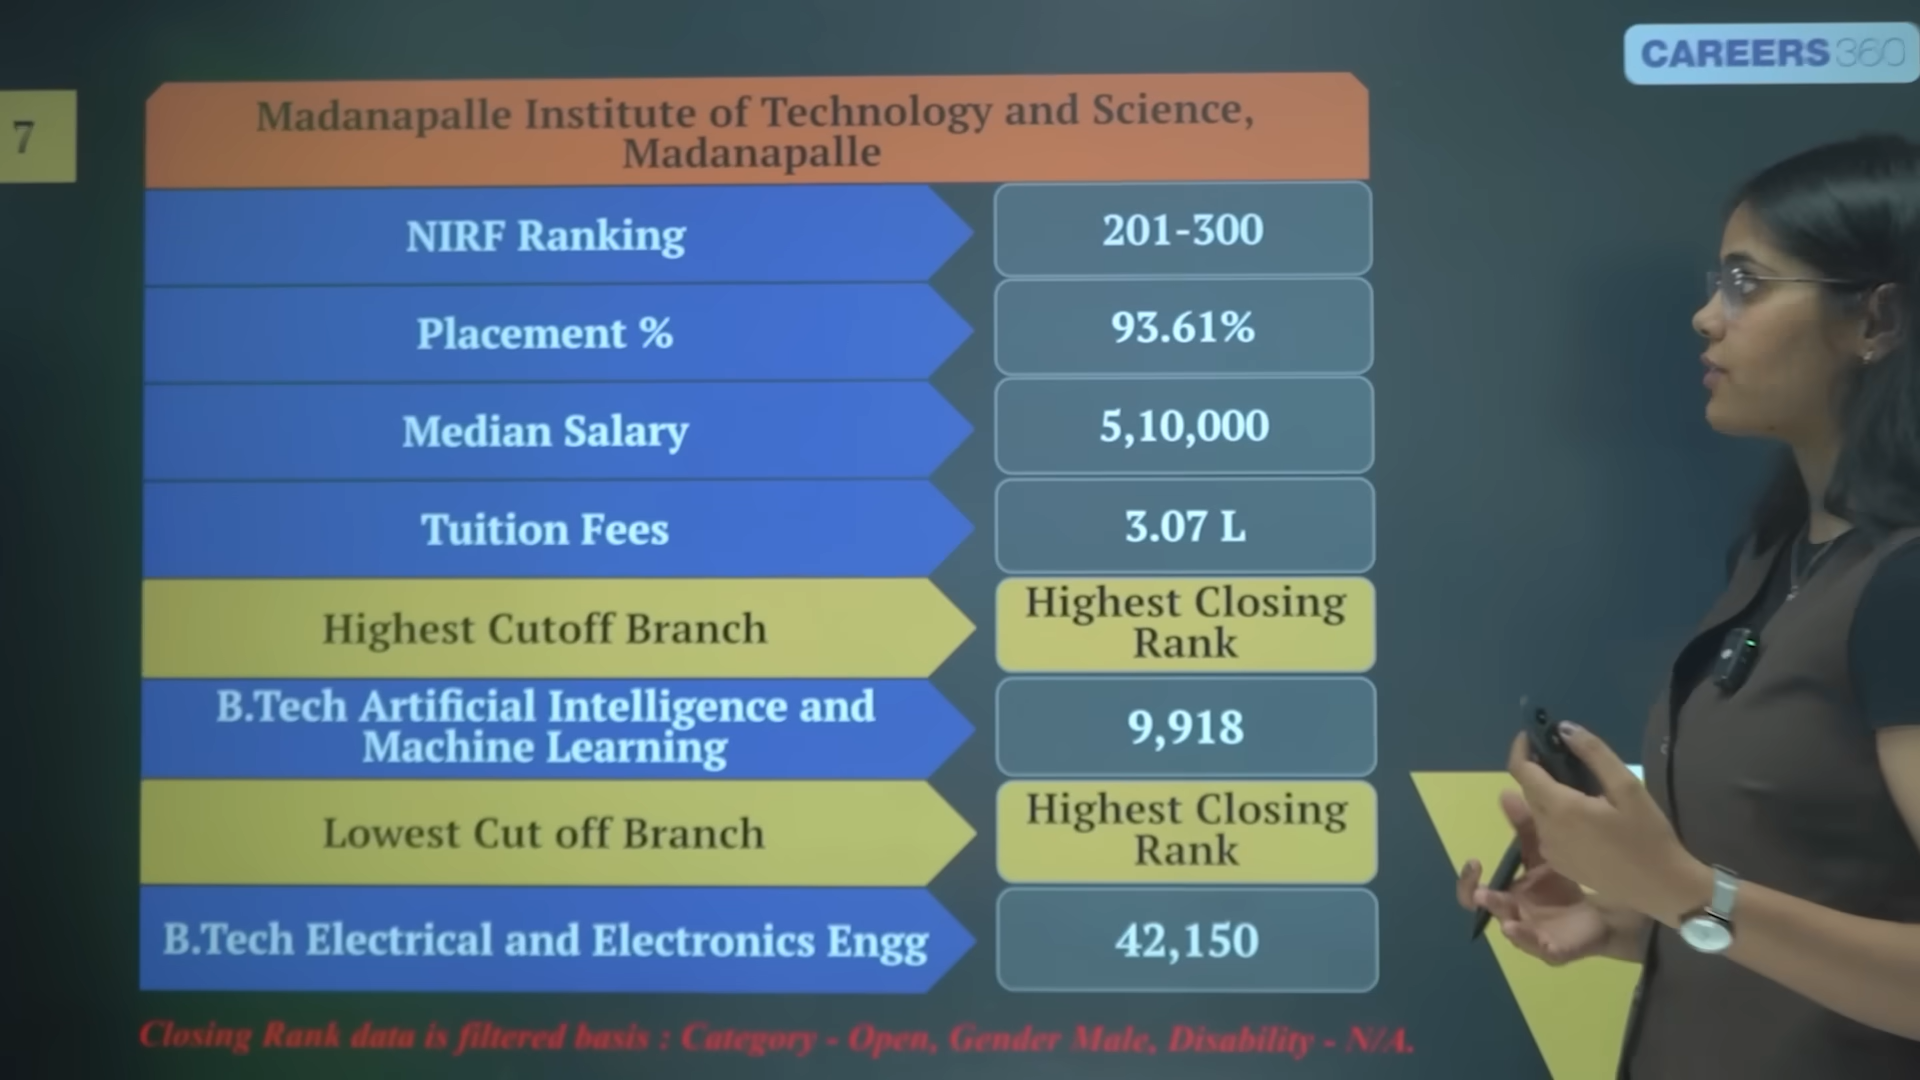 CAREERS360
7
Madanapalle Institute of Technology and Science,
Madanapalle
NIRF Ranking
201-300
Placement %
93.61%
Median Salary
5,10,000
Tuition Fees
3.07 L
Highest Cutoff Branch
Highest Closing
Rank
B.Tech Artificial Intelligence and
Machine Learning
9,918
Lowest Cut off Branch
Highest Closing
Rank
B.Tech Electrical and Electronics Engg
42,150
Closing Rank data is filtered basis : Category - Open, Gender Male, Disability - N/A.